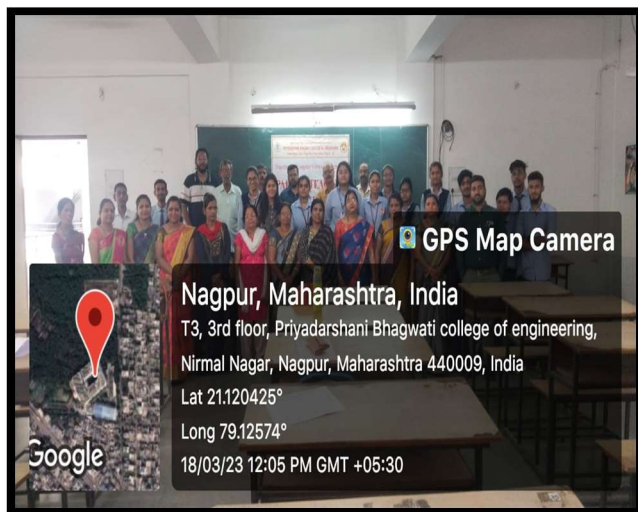 GPS Map Camera
Nagpur, Maharashtra, India
T3, 3rd floor, Priyadarshani Bhagwati college of engineering,
Nirmal Nagar, Nagpur, Maharashtra 440009, India
Lat 21.120425°
Long 79.12574°
18/03/23 12:05 PM GMT +05:30
Google